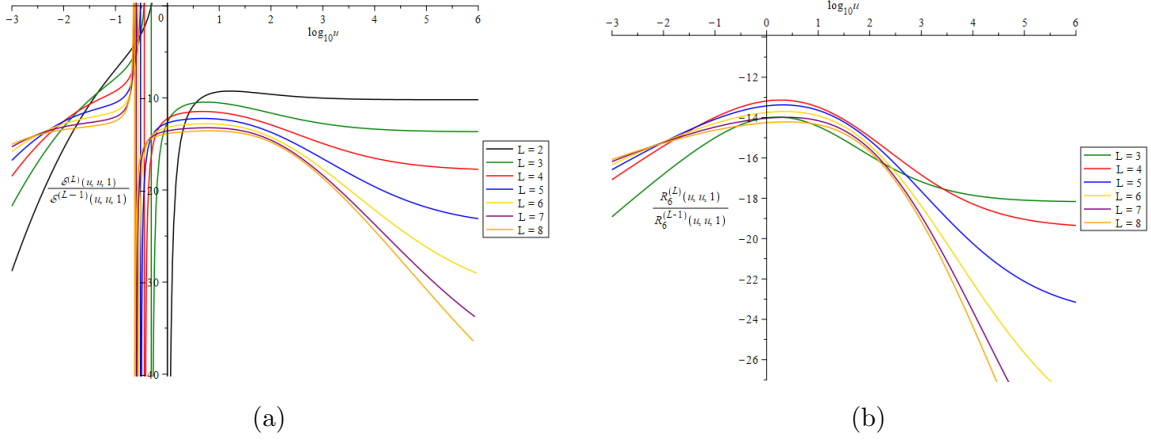 -3 -2 -1 0 1 2 3 4 5 6
log₁₀u
-10
-20
-30
-40
ℰ^(L)(u, u, 1)
ℰ^(L-1)(u, u, 1)
L = 2
L = 3
L = 4
L = 5
L = 6
L = 7
L = 8
(a)
log₁₀u
-3 -2 -1 0 1 2 3 4 5 6
-12
-14
-16
-18
-20
-22
-24
-26
R₆^(L)(u, u, 1)
R₆^(L-1)(u, u, 1)
L = 3
L = 4
L = 5
L = 6
L = 7
L = 8
(b)